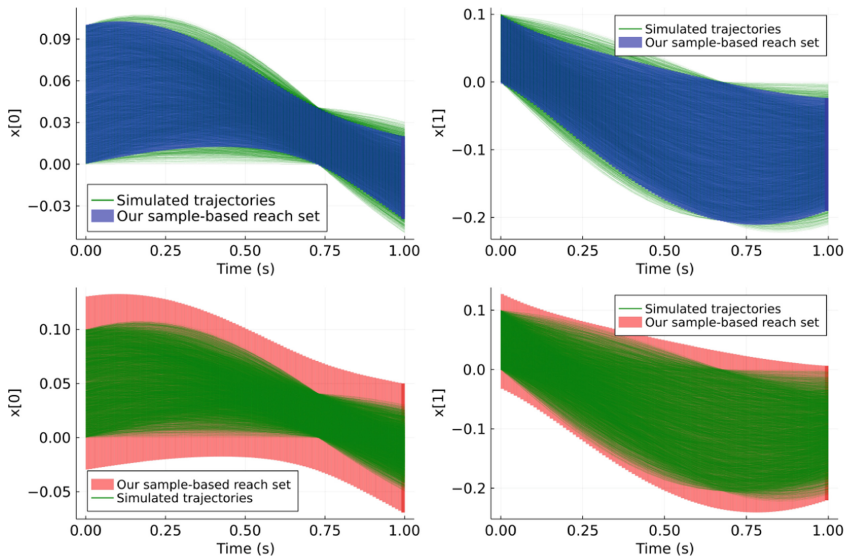 0.09
0.06
0.03
0.00
−0.03
x[0]
Simulated trajectories
Our sample-based reach set
0.00 0.25 0.50 0.75 1.00
Time (s)
0.1
0.0
−0.1
−0.2
x[1]
Simulated trajectories
Our sample-based reach set
0.00 0.25 0.50 0.75 1.00
Time (s)
0.10
0.05
0.00
−0.05
x[0]
Our sample-based reach set
Simulated trajectories
0.00 0.25 0.50 0.75 1.00
Time (s)
0.1
0.0
−0.1
−0.2
x[1]
Simulated trajectories
Our sample-based reach set
0.00 0.25 0.50 0.75 1.00
Time (s)